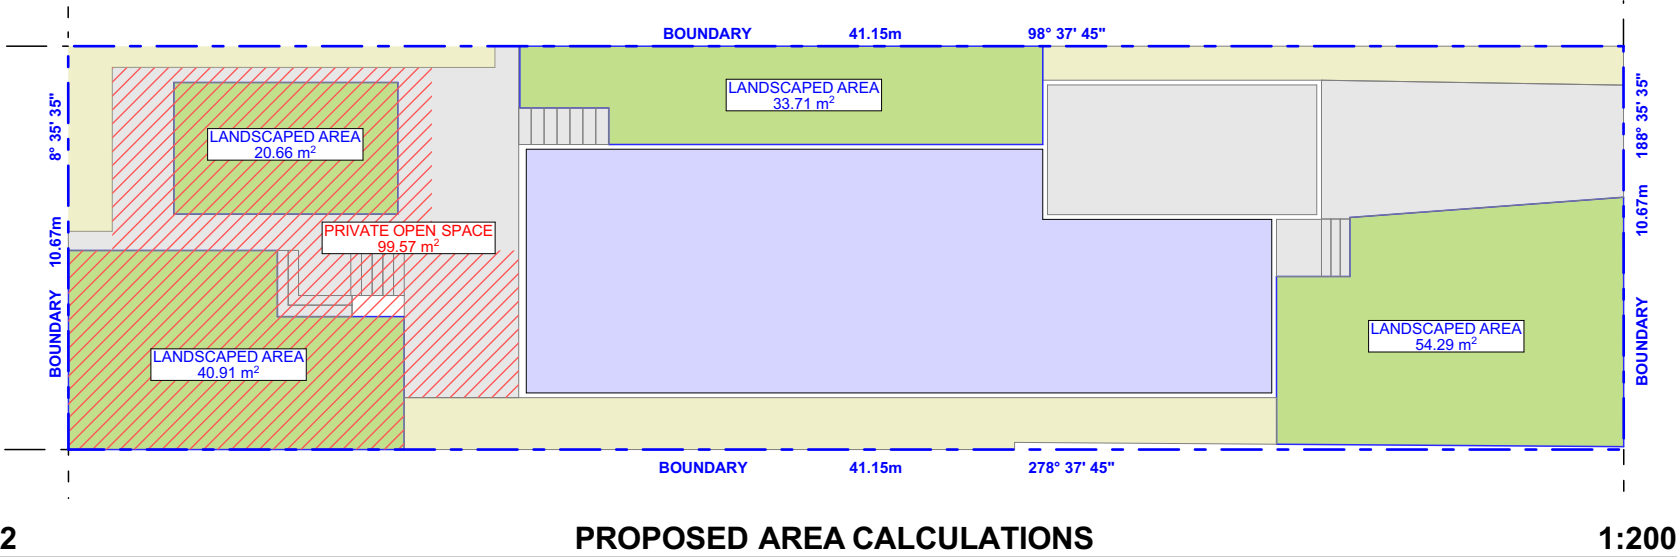 BOUNDARY 41.15m 98° 37' 45"
8° 35' 35"
10.67m
BOUNDARY
LANDSCAPED AREA
20.66 m²
LANDSCAPED AREA
33.71 m²
188° 35' 35"
10.67m
BOUNDARY
PRIVATE OPEN SPACE
99.57 m²
LANDSCAPED AREA
40.91 m²
LANDSCAPED AREA
54.29 m²
BOUNDARY 41.15m 278° 37' 45"
2 PROPOSED AREA CALCULATIONS 1:200